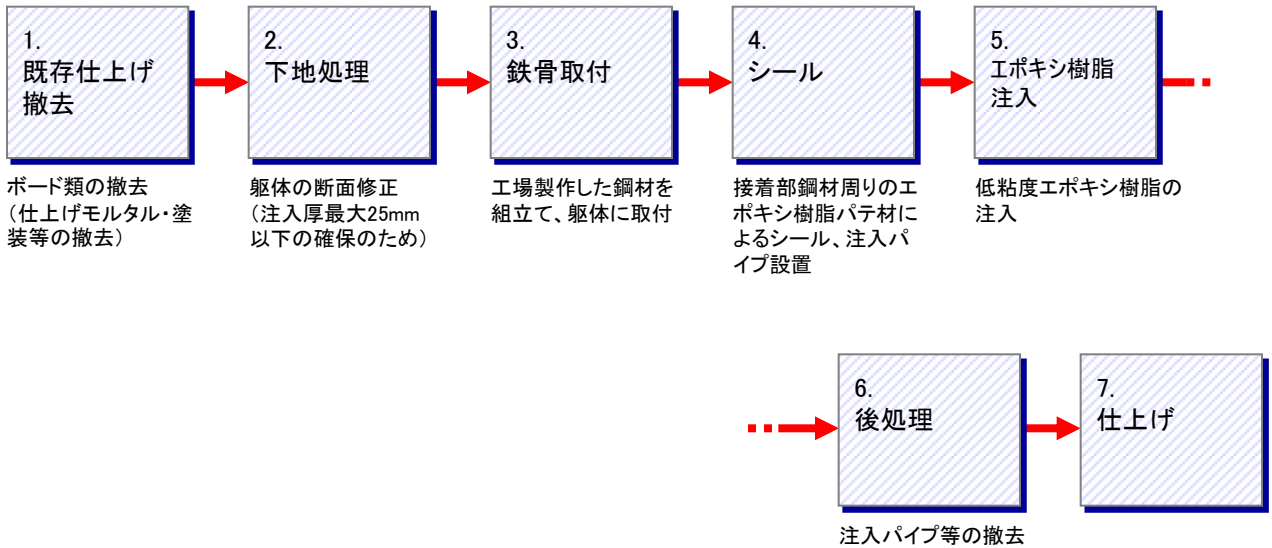 1.
既存仕上げ
撤去
ボード類の撤去
（仕上げモルタル・塗
装等の撤去）
2.
下地処理
躯体の断面修正
（注入厚最大25mm
以下の確保のため）
3.
鉄骨取付
工場製作した鋼材を
組立て、躯体に取付
4.
シール
接着部鋼材周りのエ
ポキシ樹脂パテ材に
よるシール、注入パ
イプ設置
5.
エポキシ樹脂
注入
低粘度エポキシ樹脂の
注入
6.
後処理
注入パイプ等の撤去
7.
仕上げ